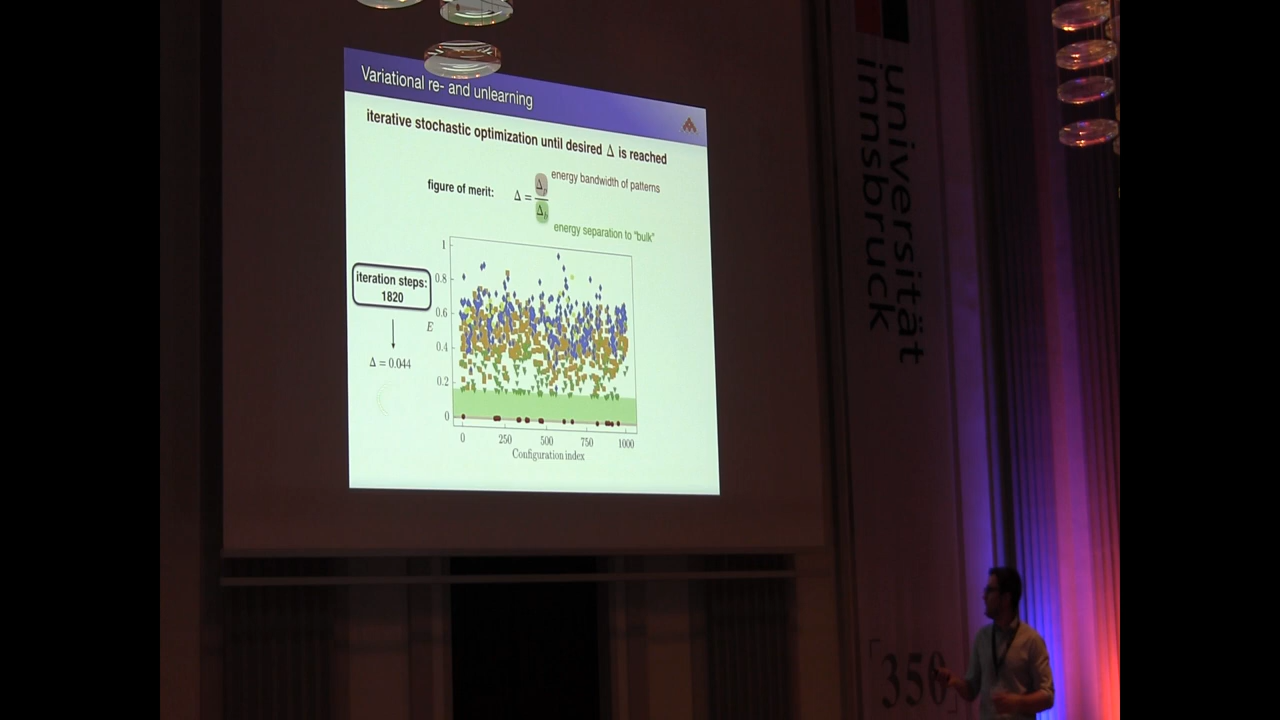 Variational re- and unlearning
iterative stochastic optimization until desired Δ is reached
figure of merit:
Δ = Δp / Δb
energy bandwidth of patterns
energy separation to "bulk"
iteration steps:
1820
Δ = 0.044
1
0.8
0.6
E
0.4
0.2
0
0 250 500 750 1000
Configuration index
universität
innsbruck
350